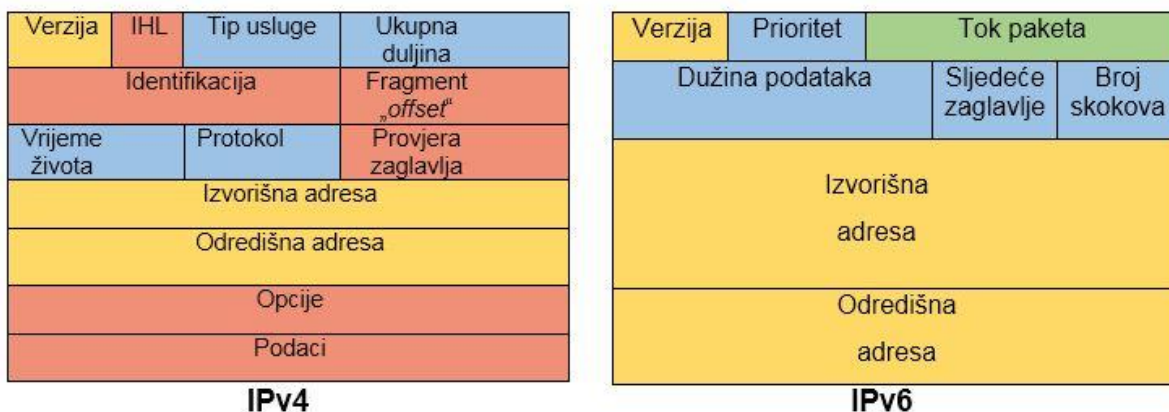 Verzija
IHL
Tip usluge
Ukupna
duljina
Identifikacija
Fragment
„offset“
Vrijeme
života
Protokol
Provjera
zaglavlja
Izvorišna adresa
Odredišna adresa
Opcije
Podaci
IPv4
Verzija
Prioritet
Tok paketa
Dužina podataka
Sljedeće
zaglavlje
Broj
skokova
Izvorišna
adresa
Odredišna
adresa
IPv6